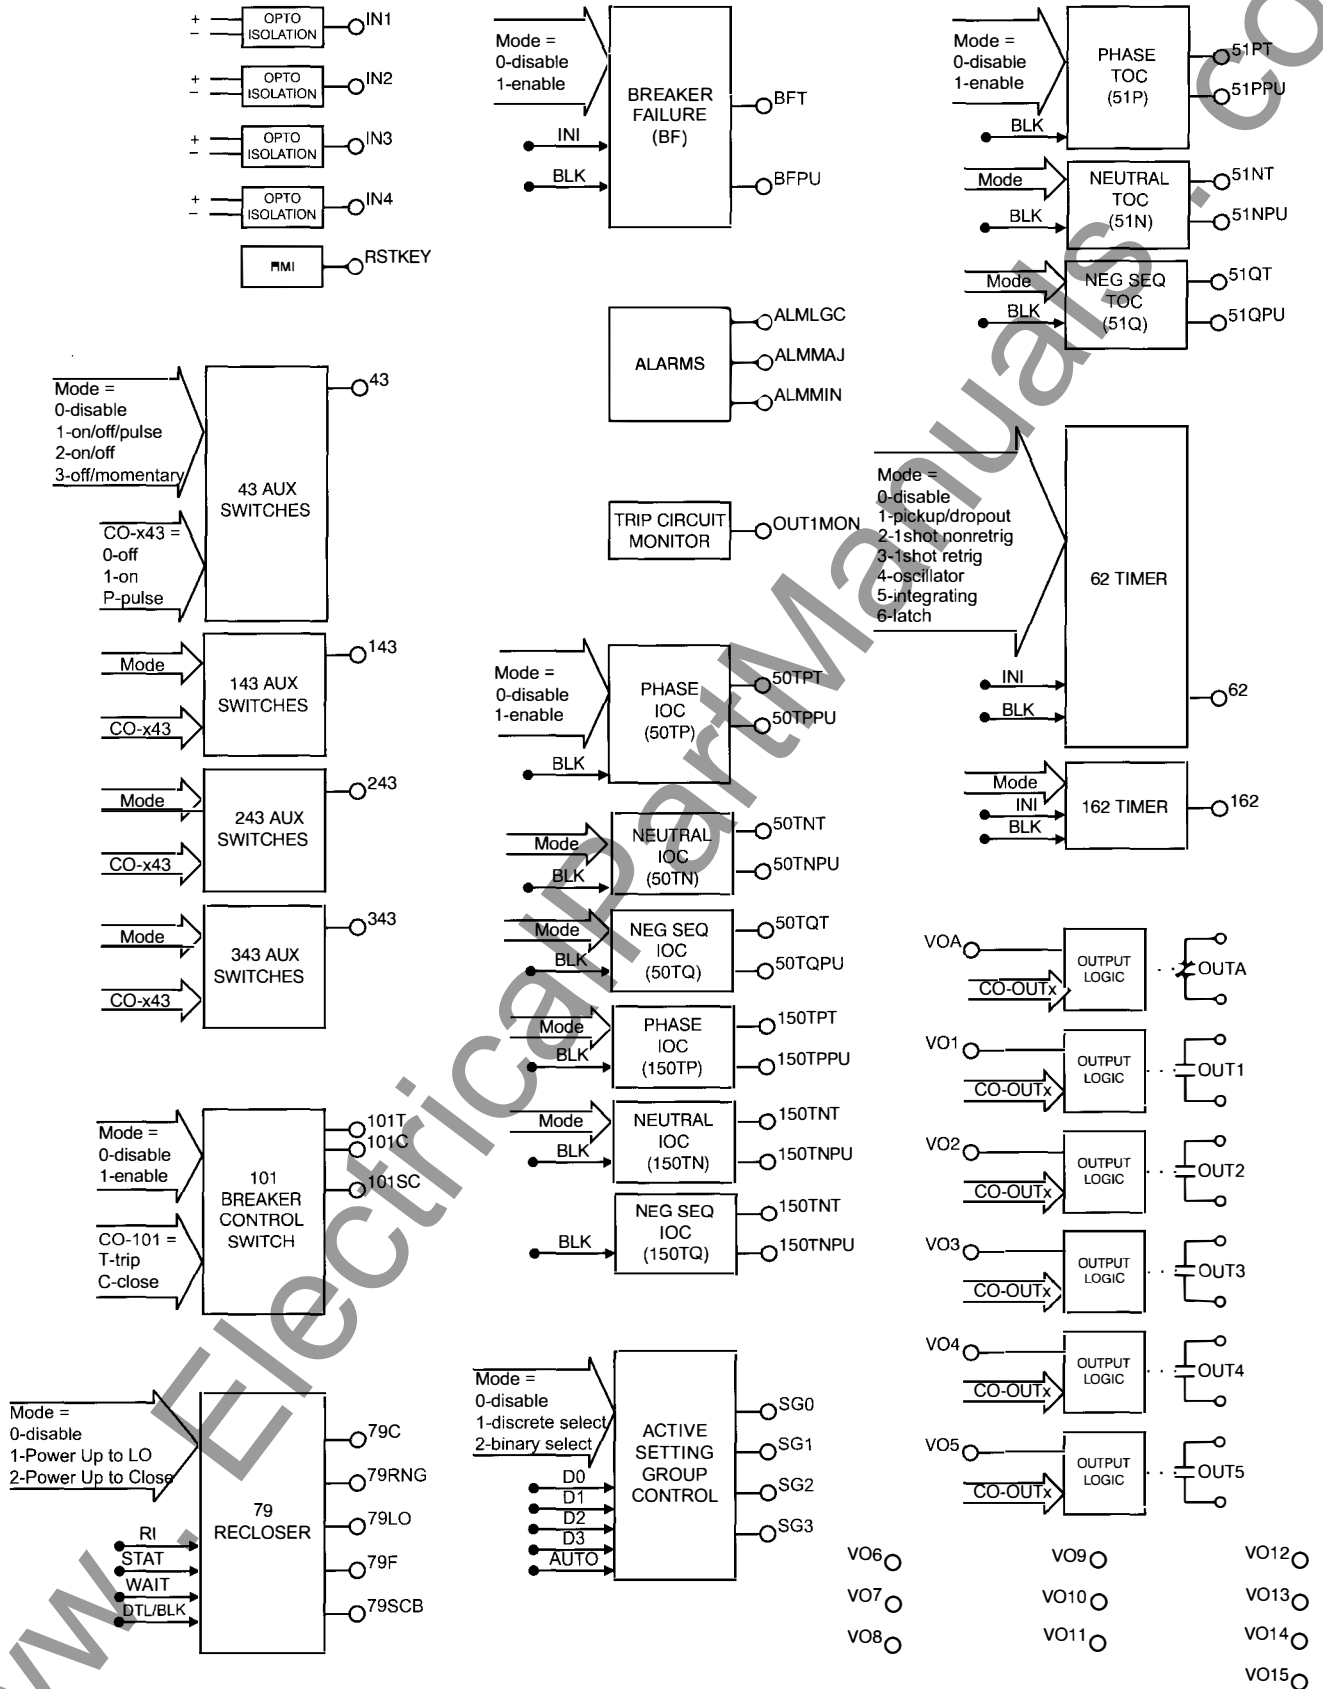 +
−
OPTO
ISOLATION
IN1
+
−
OPTO
ISOLATION
IN2
+
−
OPTO
ISOLATION
IN3
+
−
OPTO
ISOLATION
IN4
HMI
RSTKEY
Mode =
0-disable
1-on/off/pulse
2-on/off
3-off/momentary
CO-x43 =
0-off
1-on
P-pulse
43 AUX
SWITCHES
43
Mode
CO-x43
143 AUX
SWITCHES
143
Mode
CO-x43
243 AUX
SWITCHES
243
Mode
CO-x43
343 AUX
SWITCHES
343
Mode =
0-disable
1-enable
CO-101 =
T-trip
C-close
101
BREAKER
CONTROL
SWITCH
101T
101C
101SC
Mode =
0-disable
1-Power Up to LO
2-Power Up to Close
RI
STAT
WAIT
DTL/BLK
79
RECLOSER
79C
79RNG
79LO
79F
79SCB
Mode =
0-disable
1-enable
INI
BLK
BREAKER
FAILURE
(BF)
BFT
BFPU
ALARMS
ALMLGC
ALMMAJ
ALMMIN
TRIP CIRCUIT
MONITOR
OUT1MON
Mode =
0-disable
1-enable
BLK
PHASE
IOC
(50TP)
50TPT
50TPPU
Mode
BLK
NEUTRAL
IOC
(50TN)
50TNT
50TNPU
Mode
BLK
NEG SEQ
IOC
(50TQ)
50TQT
50TQPU
Mode
BLK
PHASE
IOC
(150TP)
150TPT
150TPPU
Mode
BLK
NEUTRAL
IOC
(150TN)
150TNT
150TNPU
BLK
NEG SEQ
IOC
(150TQ)
150TNT
150TNPU
Mode =
0-disable
1-discrete select
2-binary select
D0
D1
D2
D3
AUTO
ACTIVE
SETTING
GROUP
CONTROL
SG0
SG1
SG2
SG3
Mode =
0-disable
1-enable
BLK
PHASE
TOC
(51P)
51PT
51PPU
Mode
BLK
NEUTRAL
TOC
(51N)
51NT
51NPU
Mode
BLK
NEG SEQ
TOC
(51Q)
51QT
51QPU
Mode =
0-disable
1-pickup/dropout
2-1shot nonretrig
3-1shot retrig
4-oscillator
5-integrating
6-latch
INI
BLK
62 TIMER
62
Mode
INI
BLK
162 TIMER
162
VOA
CO-OUTx
OUTPUT
LOGIC
OUTA
VO1
CO-OUTx
OUTPUT
LOGIC
OUT1
VO2
CO-OUTx
OUTPUT
LOGIC
OUT2
VO3
CO-OUTx
OUTPUT
LOGIC
OUT3
VO4
CO-OUTx
OUTPUT
LOGIC
OUT4
VO5
CO-OUTx
OUTPUT
LOGIC
OUT5
VO6
VO9
VO12
VO7
VO10
VO13
VO8
VO11
VO14
VO15
www.ElectricalPartManuals.co